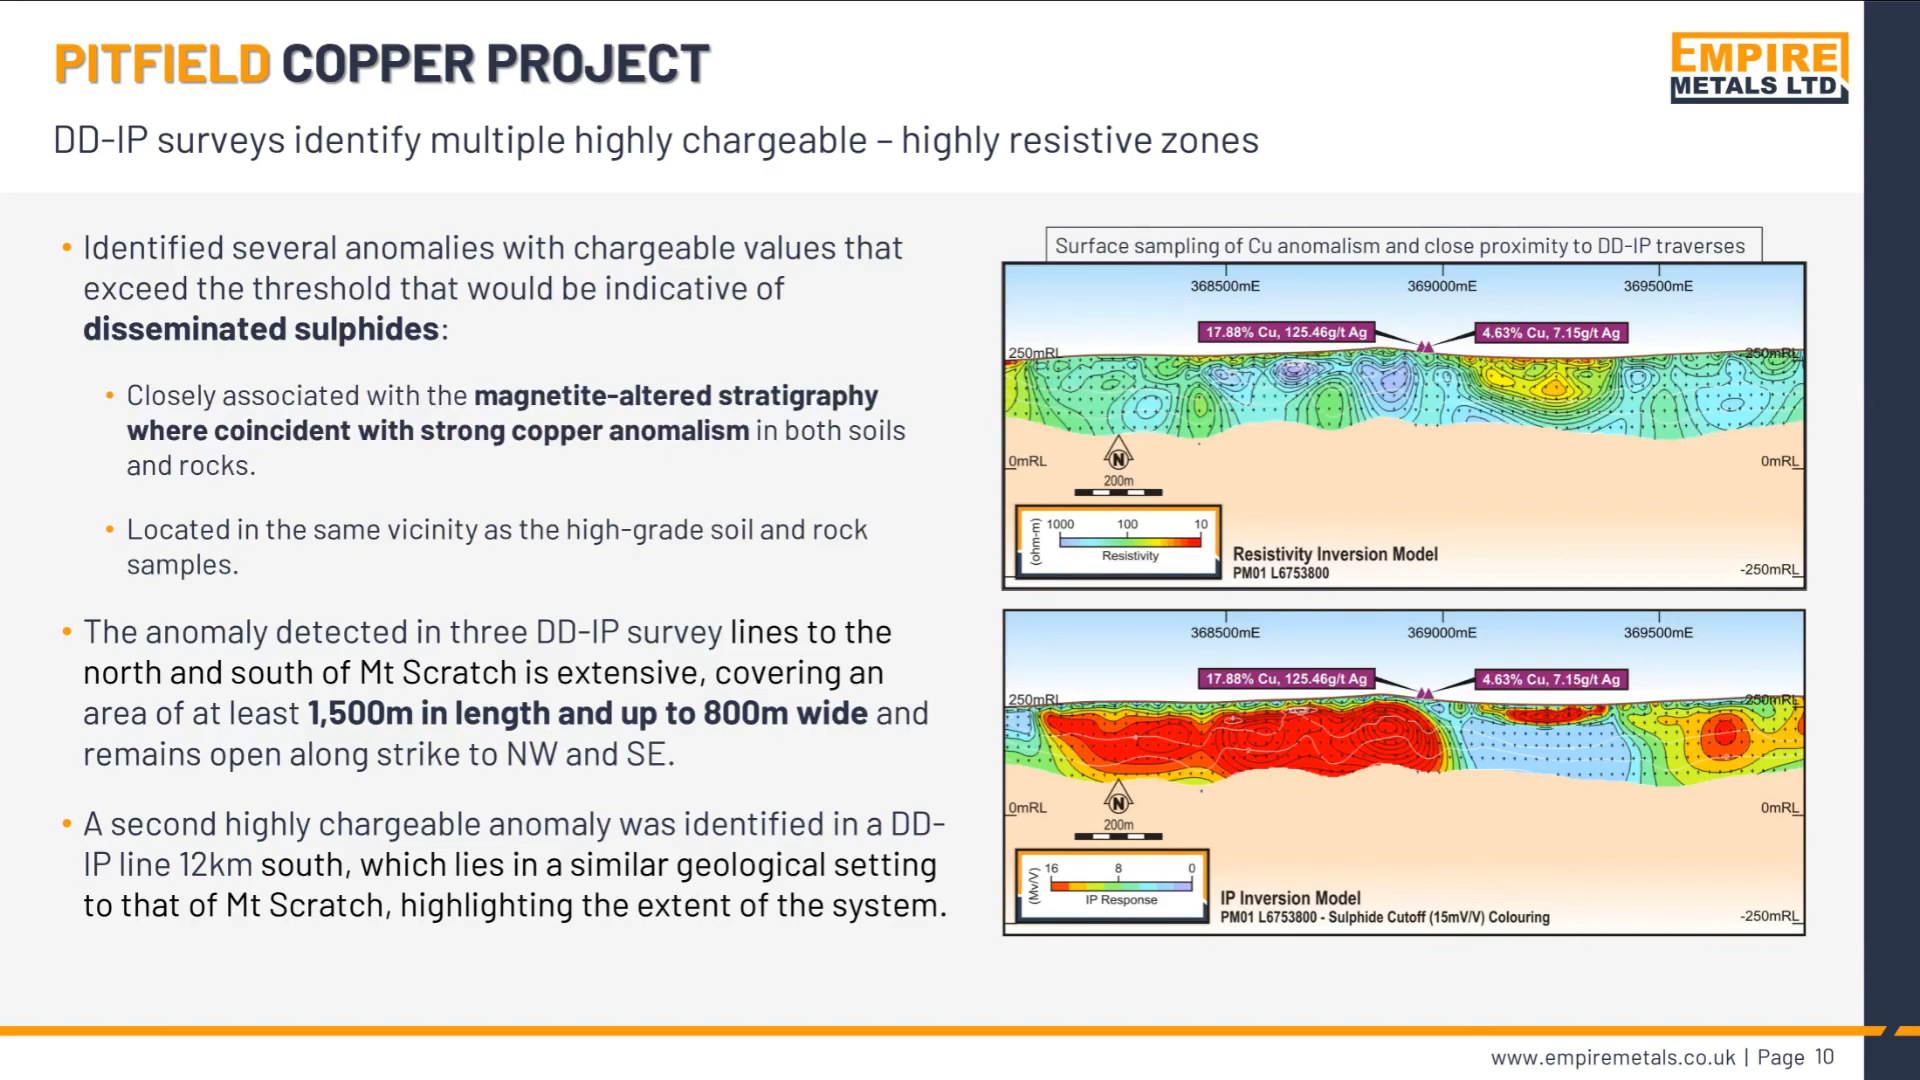 PITFIELD COPPER PROJECT
EMPIRE
METALS LTD
DD-IP surveys identify multiple highly chargeable – highly resistive zones
• Identified several anomalies with chargeable values that
exceed the threshold that would be indicative of
disseminated sulphides:
• Closely associated with the magnetite-altered stratigraphy
where coincident with strong copper anomalism in both soils
and rocks.
• Located in the same vicinity as the high-grade soil and rock
samples.
• The anomaly detected in three DD-IP survey lines to the
north and south of Mt Scratch is extensive, covering an
area of at least 1,500m in length and up to 800m wide and
remains open along strike to NW and SE.
• A second highly chargeable anomaly was identified in a DD-
IP line 12km south, which lies in a similar geological setting
to that of Mt Scratch, highlighting the extent of the system.
Surface sampling of Cu anomalism and close proximity to DD-IP traverses
368500mE 369000mE 369500mE
17.88% Cu, 125.46g/t Ag 4.63% Cu, 7.15g/t Ag
250mRL 250mRL
0mRL N 0mRL
200m
1000 100 10
(ohm-m)
Resistivity
Resistivity Inversion Model
PM01 L6753800
-250mRL
368500mE 369000mE 369500mE
17.88% Cu, 125.46g/t Ag 4.63% Cu, 7.15g/t Ag
250mRL 250mRL
0mRL N 0mRL
200m
16 8 0
(Mv/V)
IP Response
IP Inversion Model
PM01 L6753800 - Sulphide Cutoff (15mV/V) Colouring
-250mRL
www.empiremetals.co.uk | Page 10